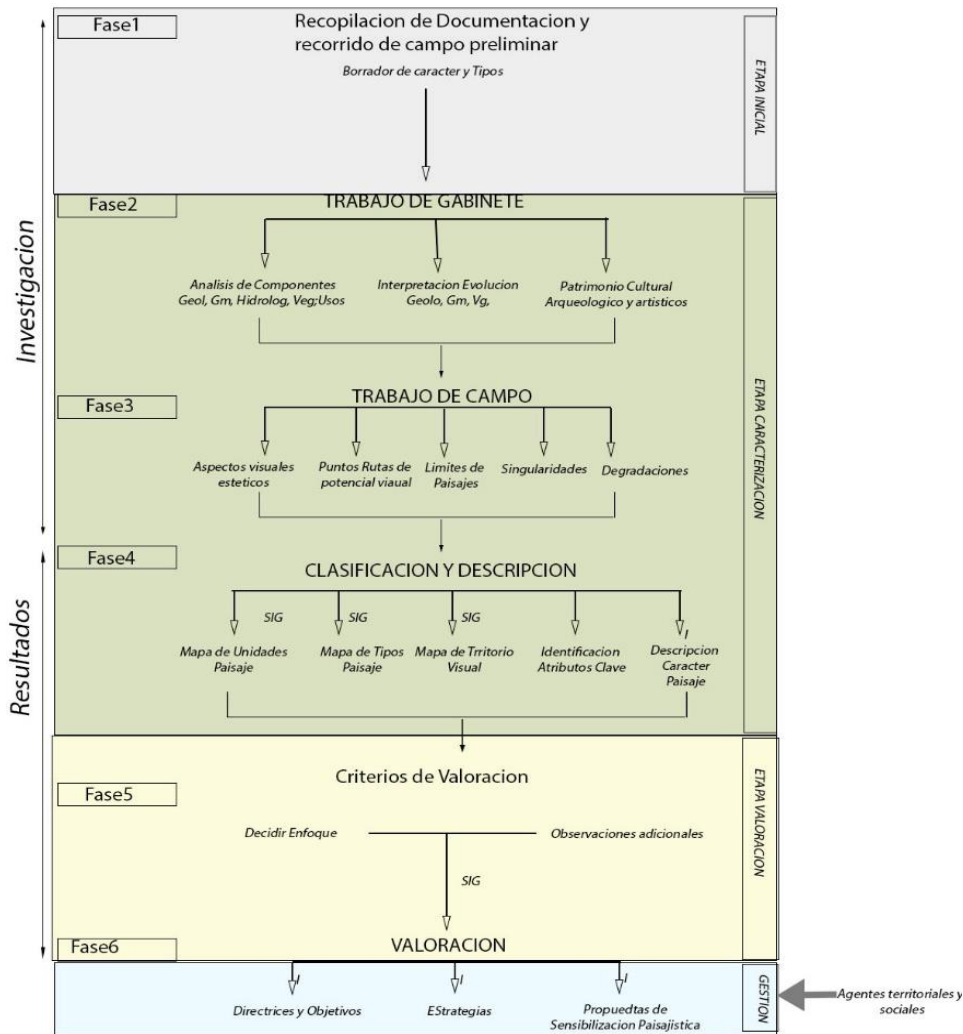 Fase1
Recopilacion de Documentacion y
recorrido de campo preliminar
Borrador de caracter y Tipos
ETAPA INICIAL
Investigacion
Fase2
TRABAJO DE GABINETE
Analisis de Componentes
Geol, Gm, Hidrolog, Veg;Usos
Interpretacion Evolucion
Geolo, Gm, Vg,
Patrimonio Cultural
Arqueologico y artisticos
Fase3
TRABAJO DE CAMPO
Aspectos visuales
esteticos
Puntos Rutas de
potencial viaual
Limites de
Paisajes
Singularidades
Degradaciones
ETAPA CARACTERIZACION
Resultados
Fase4
CLASIFICACION Y DESCRIPCION
SIG
SIG
SIG
I
Mapa de Unidades
Paisaje
Mapa de Tipos
Paisaje
Mapa de Trritorio
Visual
Identificacion
Atributos Clave
Descripcion
Caracter
Paisaje
Criterios de Valoracion
Fase5
Decidir Enfoque
Observaciones adicionales
SIG
ETAPA VALORACION
Fase6
VALORACION
I
I
I
Directrices y Objetivos
EStrategias
Propuedtas de
Sensibilizacion Paisajistica
GESTION
Agentes territoriales y
sociales